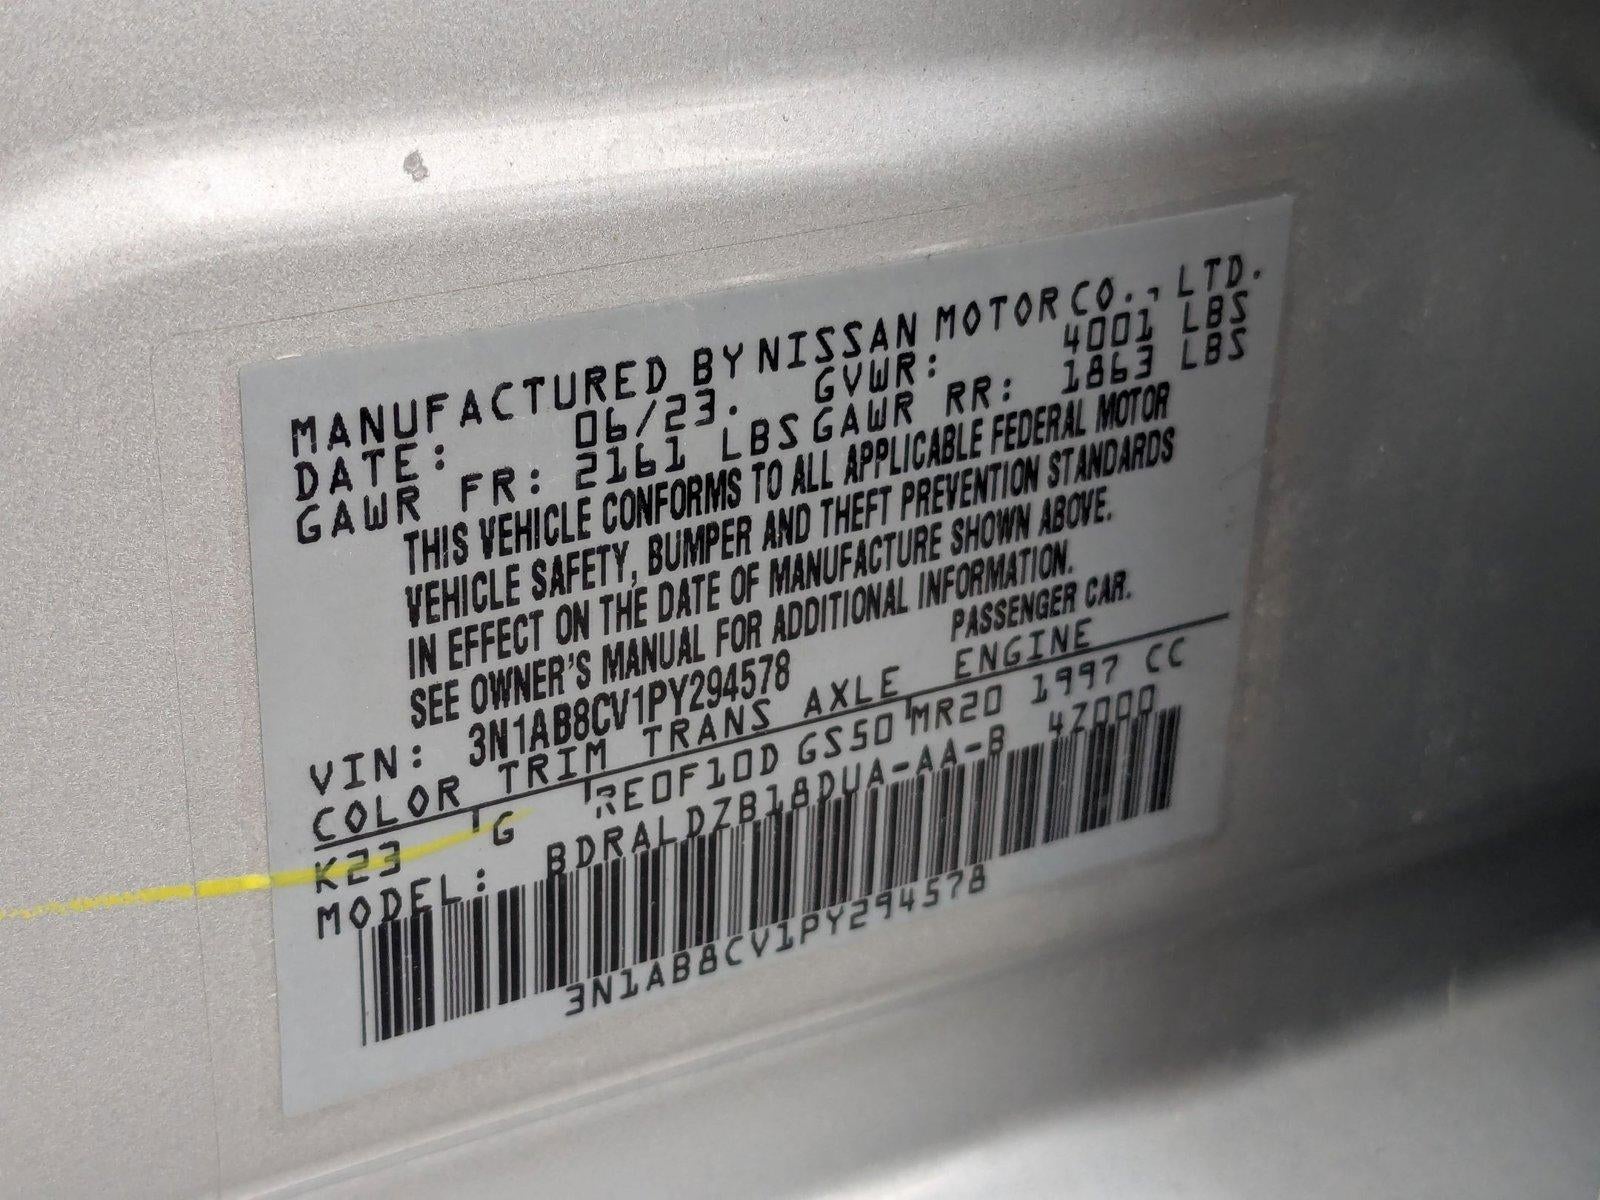 MANUFACTURED BY NISSAN MOTOR CO., LTD.
DATE: 06/23. GVWR: 4001 LBS
GAWR FR: 2161 LBS GAWR RR: 1863 LBS
THIS VEHICLE CONFORMS TO ALL APPLICABLE FEDERAL MOTOR
VEHICLE SAFETY, BUMPER AND THEFT PREVENTION STANDARDS
IN EFFECT ON THE DATE OF MANUFACTURE SHOWN ABOVE.
SEE OWNER'S MANUAL FOR ADDITIONAL INFORMATION.
VIN: 3N1AB8CV1PY294578 PASSENGER CAR.
COLOR TRIM TRANS AXLE ENGINE
K23 G RE0F10D GS50 MR20 1997 CC
MODEL: BDRALDZB18DUA-AA-B 4Z000
3N1AB8CV1PY294578